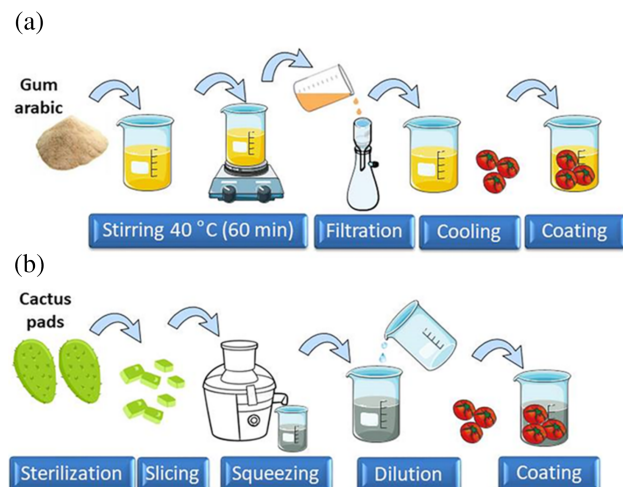 (a)
Gum
arabic
Stirring 40 °C (60 min)
Filtration
Cooling
Coating
(b)
Cactus
pads
Sterilization
Slicing
Squeezing
Dilution
Coating